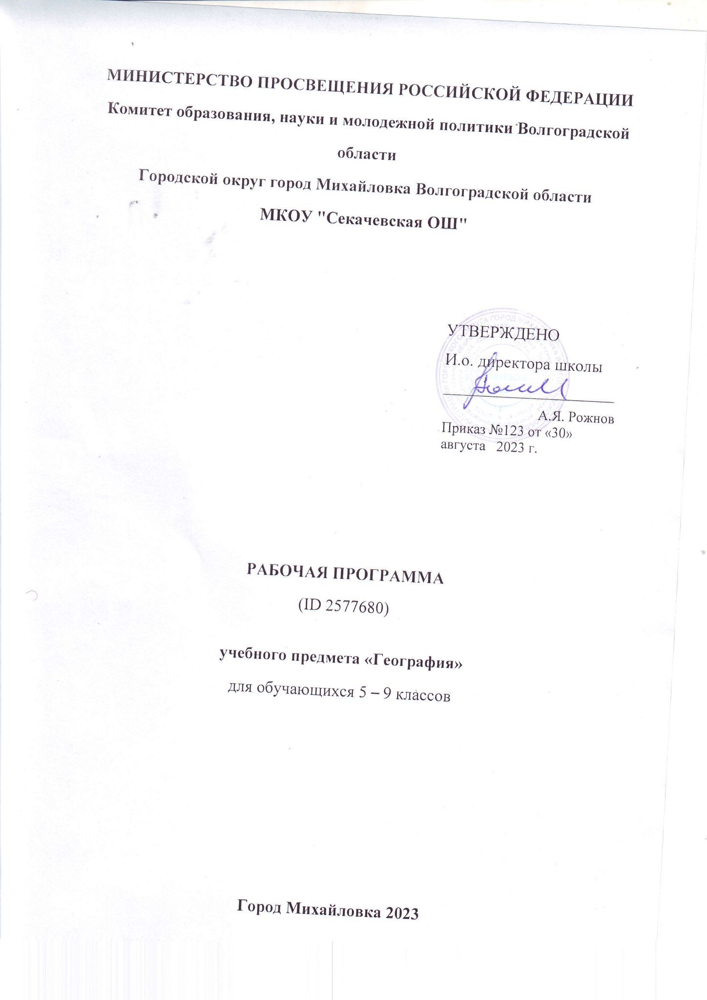 МИНИСТЕРСТВО ПРОСВЕЩЕНИЯ РОССИЙСКОЙ ФЕДЕРАЦИИ
Комитет образования, науки и молодежной политики Волгоградской
области
Городской округ город Михайловка Волгоградской области
МКОУ "Секачевская ОШ"
УТВЕРЖДЕНО
И.о. директора школы
А.Я. Рожнов
Приказ №123 от «30»
августа 2023 г.
РАБОЧАЯ ПРОГРАММА
(ID 2577680)
учебного предмета «География»
для обучающихся 5 – 9 классов
Город Михайловка 2023